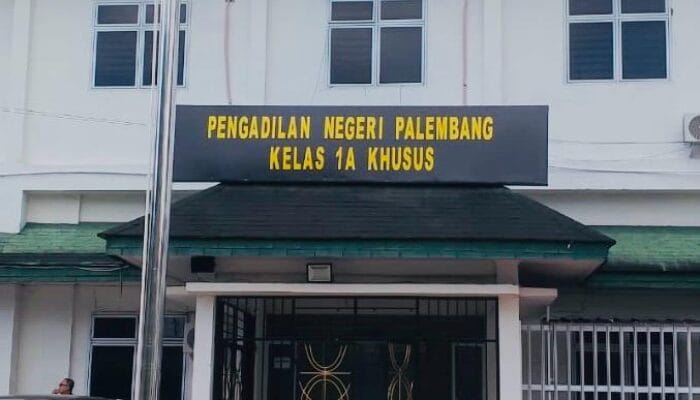 PENGADILAN NEGERI PALEMBANG
KELAS 1A KHUSUS